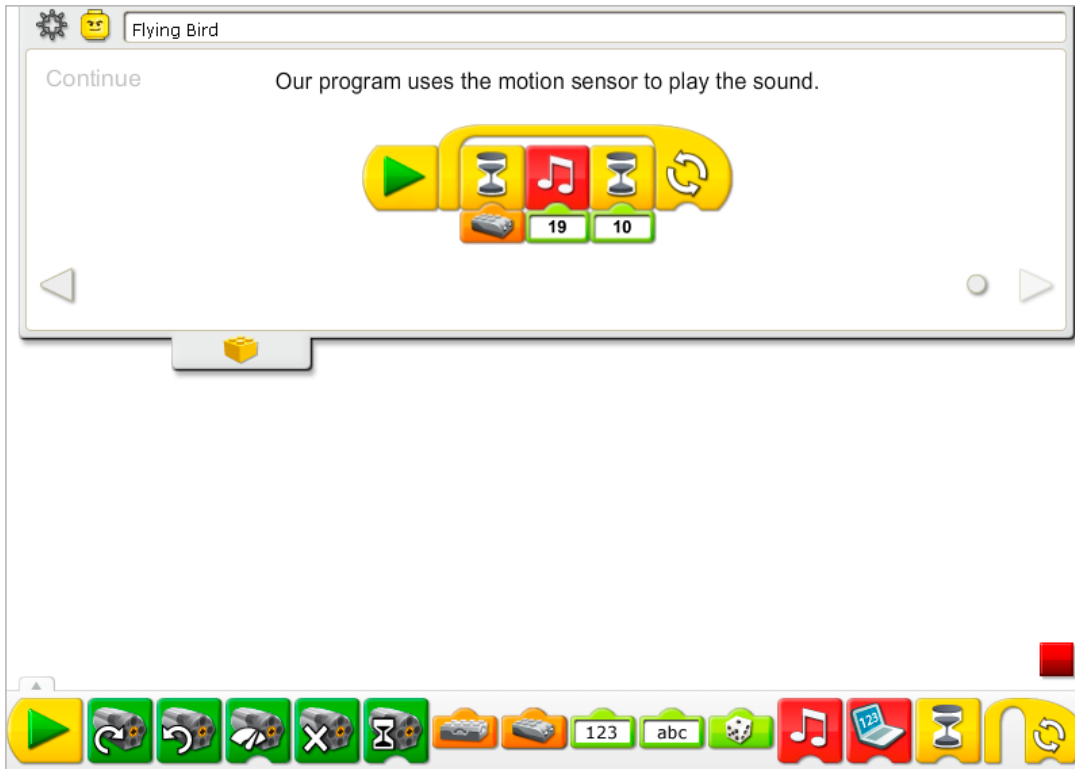 Flying Bird
Continue
Our program uses the motion sensor to play the sound.
19 10
123 abc 123